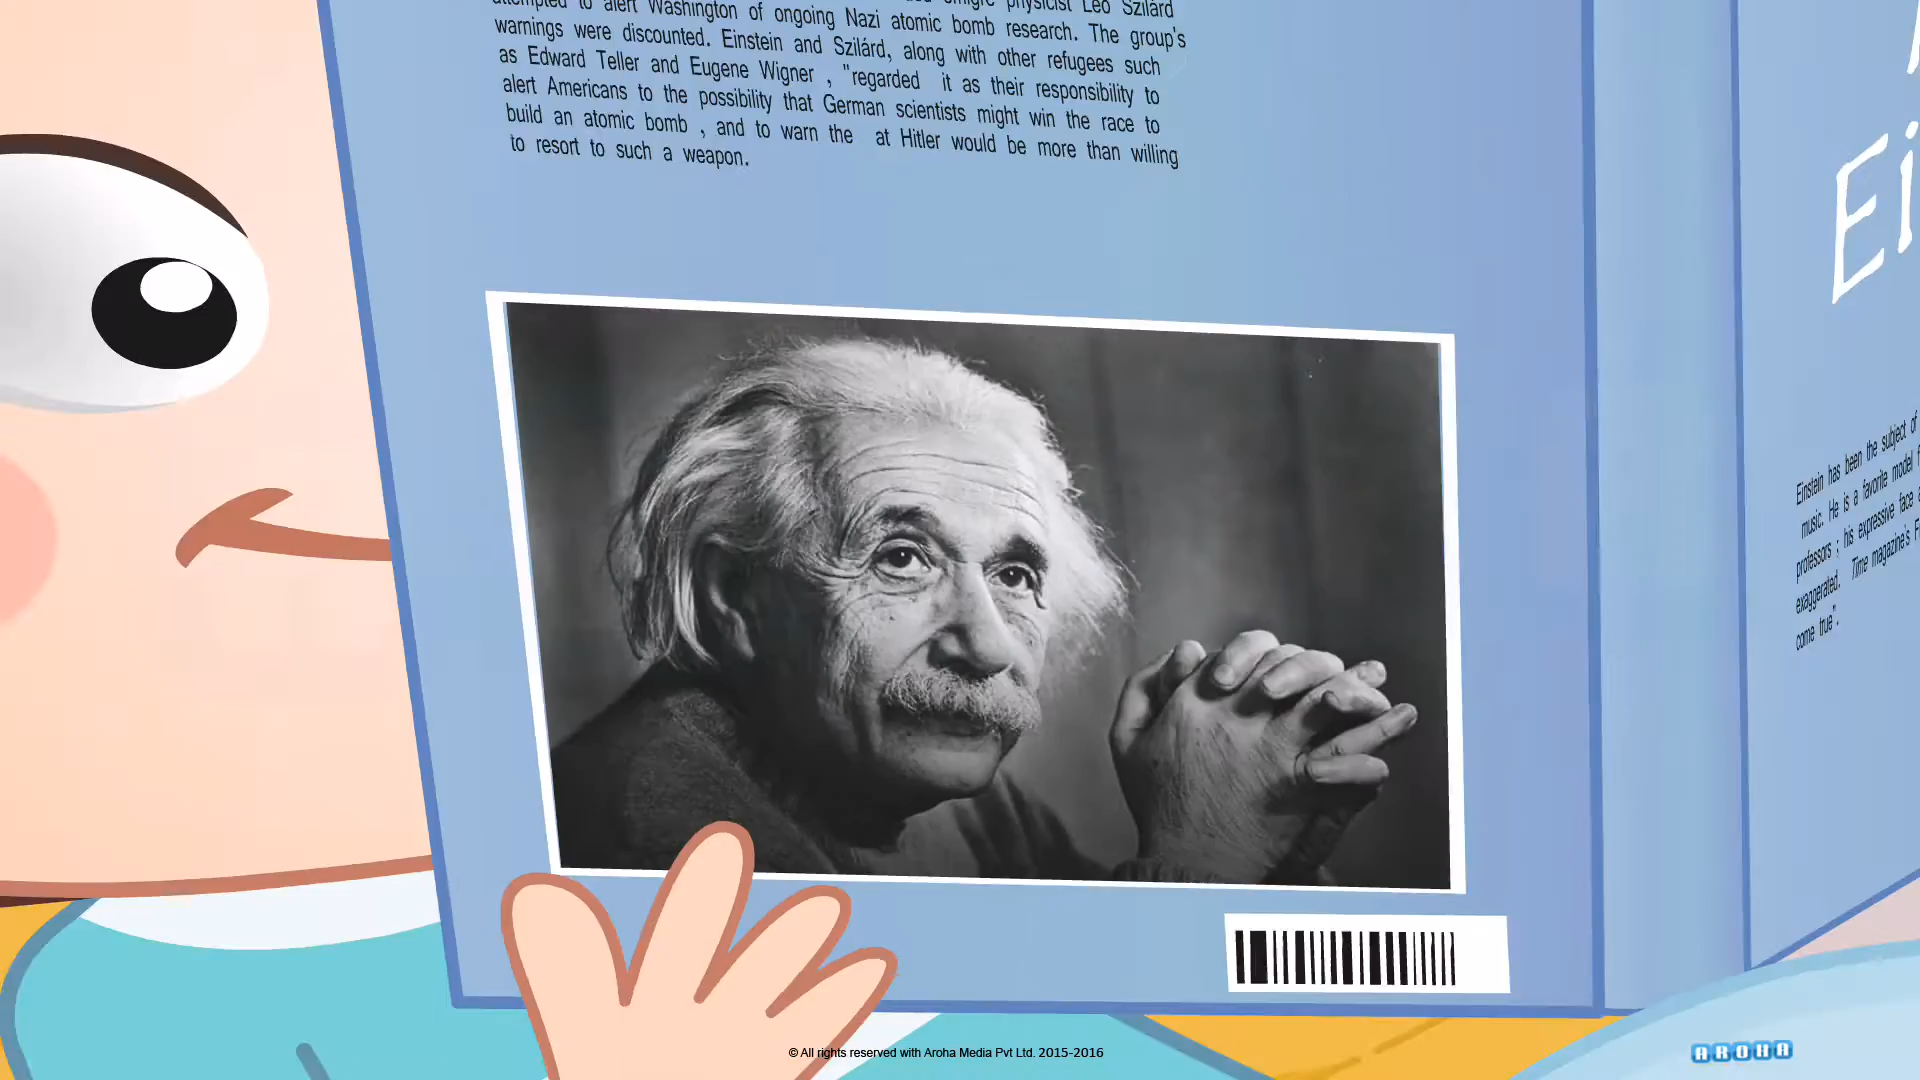 attempted to alert Washington of ongoing Nazi atomic bomb research. The group's
warnings were discounted. Einstein and Szilárd, along with other refugees such
as Edward Teller and Eugene Wigner , "regarded it as their responsibility to
alert Americans to the possibility that German scientists might win the race to
build an atomic bomb , and to warn the at Hitler would be more than willing
to resort to such a weapon.
Ei
Einstein has been the subject of
music. He is a favorite model f
professors ; his expressive face a
exaggerated. Time magazine's F
come true".
© All rights reserved with Aroha Media Pvt Ltd. 2015-2016
AROHA